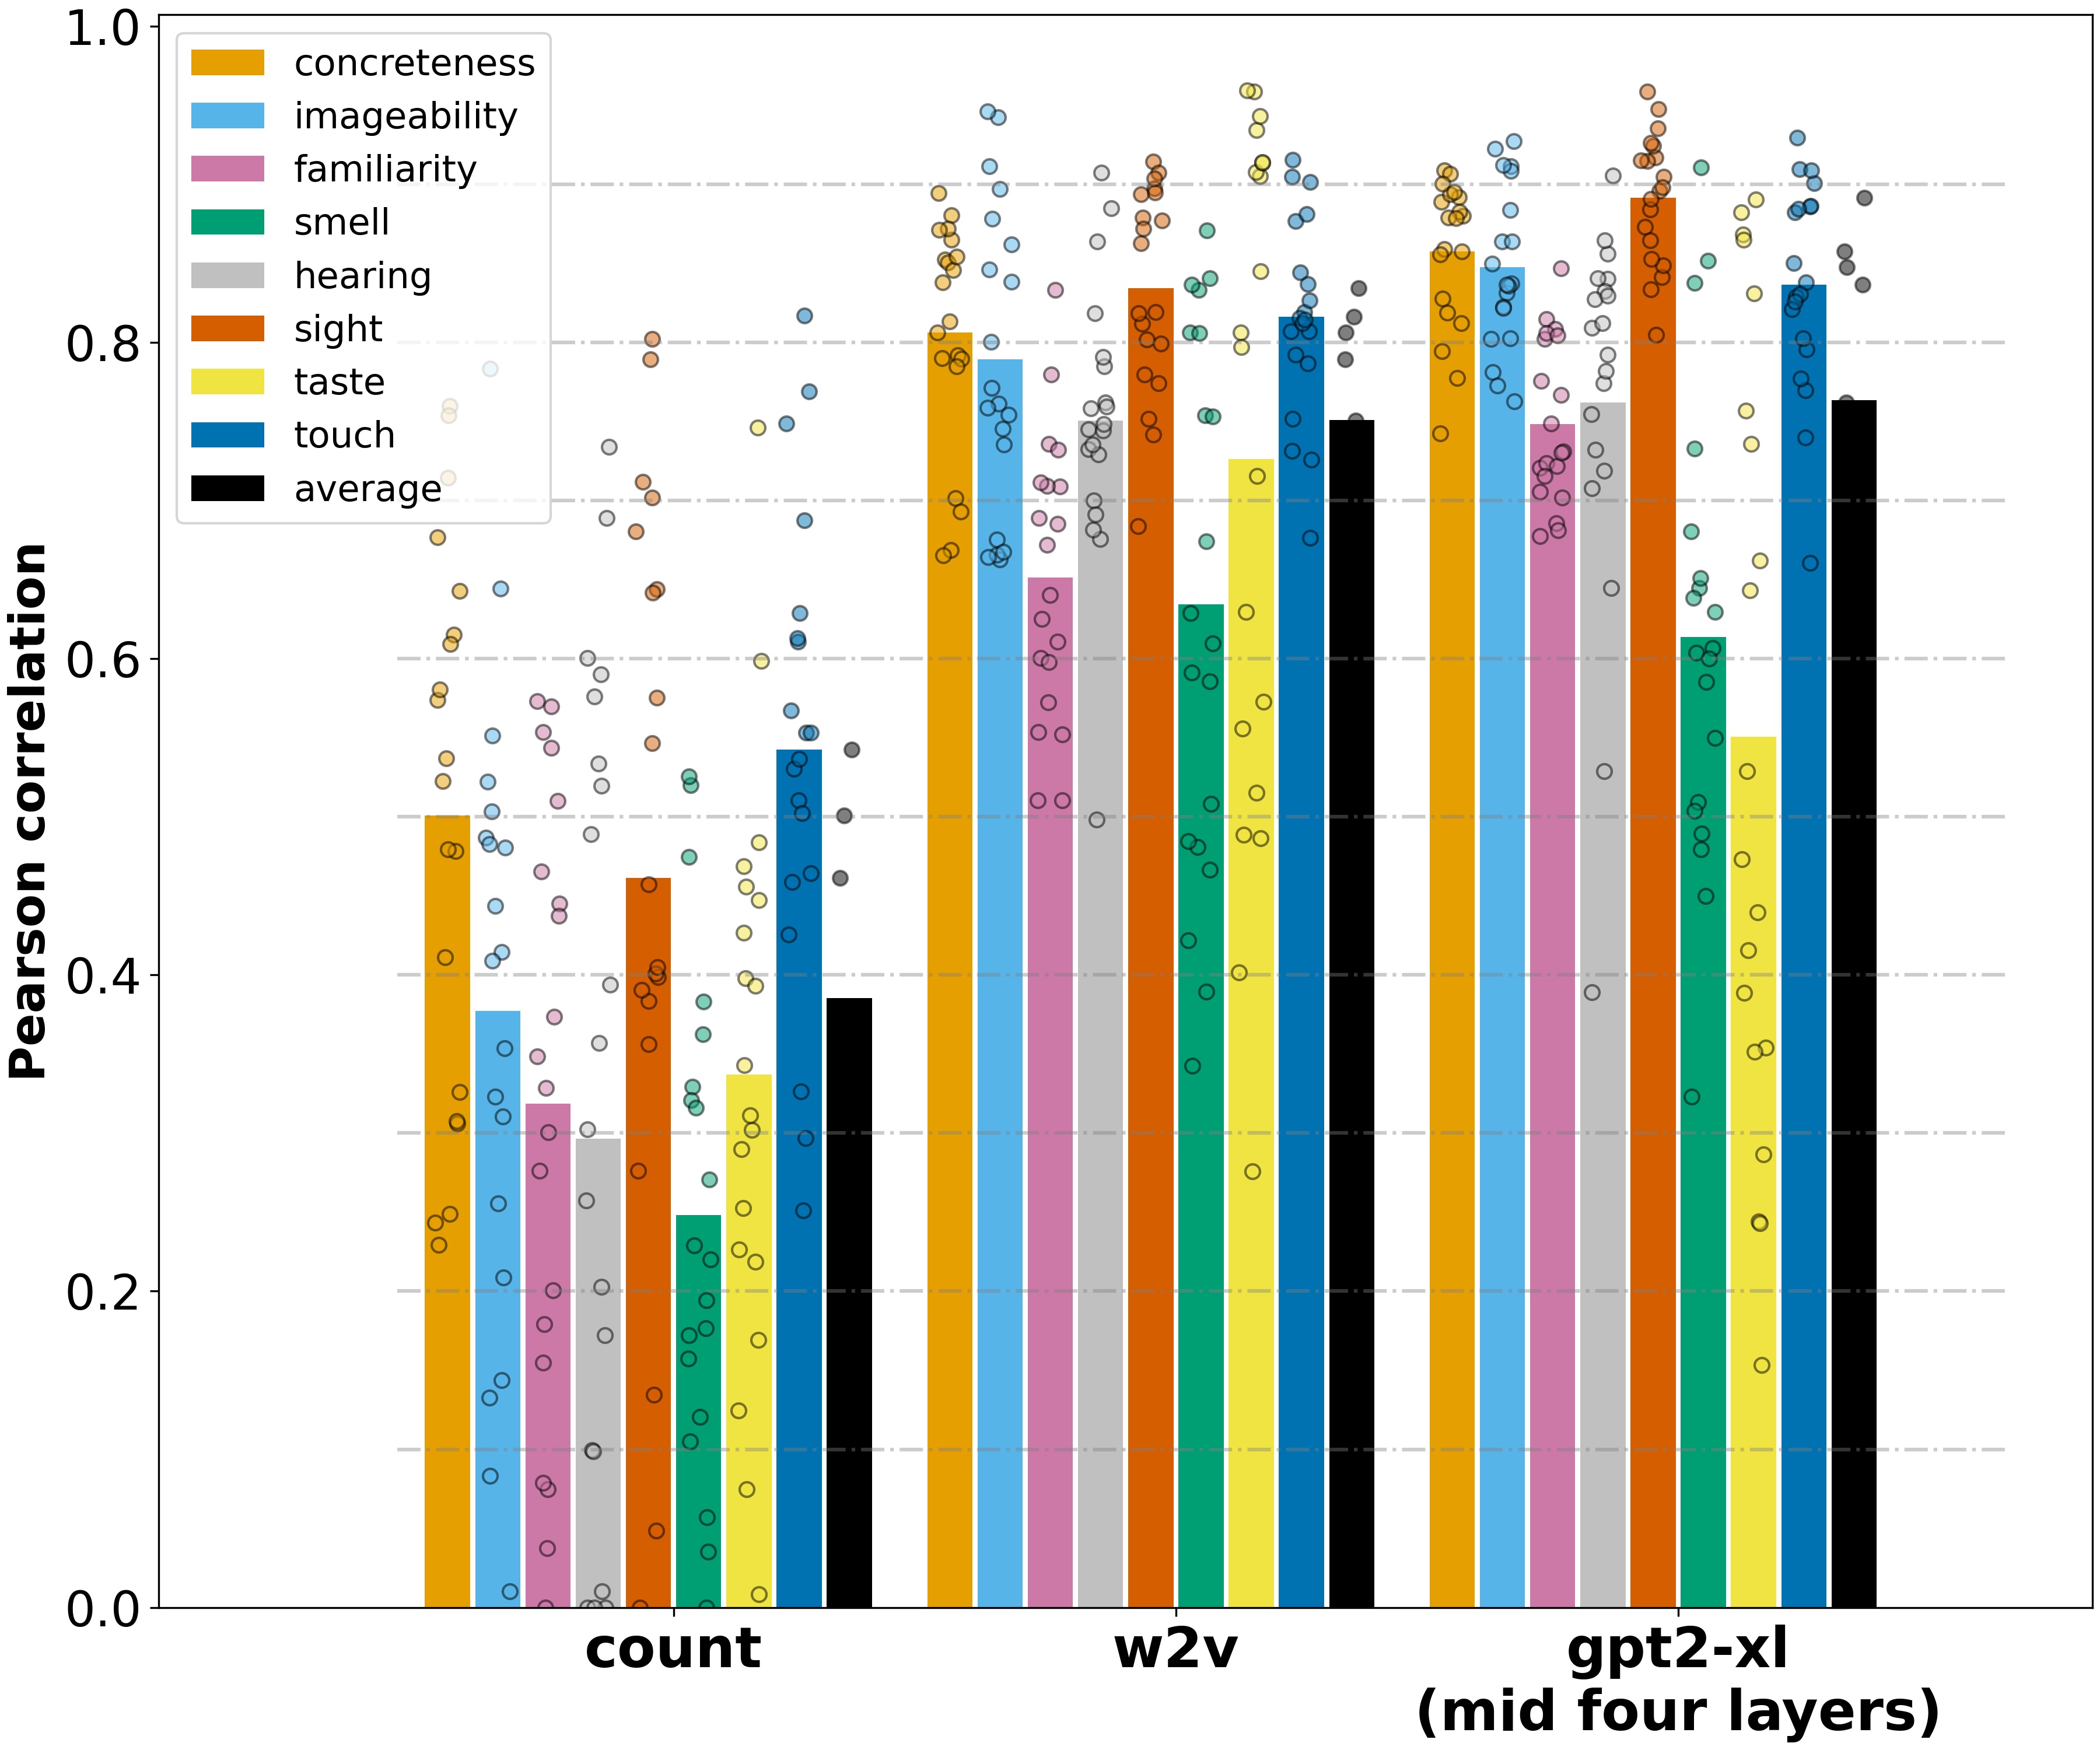 1.0
0.8
0.6
0.4
0.2
0.0
Pearson correlation
concreteness
imageability
familiarity
smell
hearing
sight
taste
touch
average
count
w2v
gpt2-xl
(mid four layers)